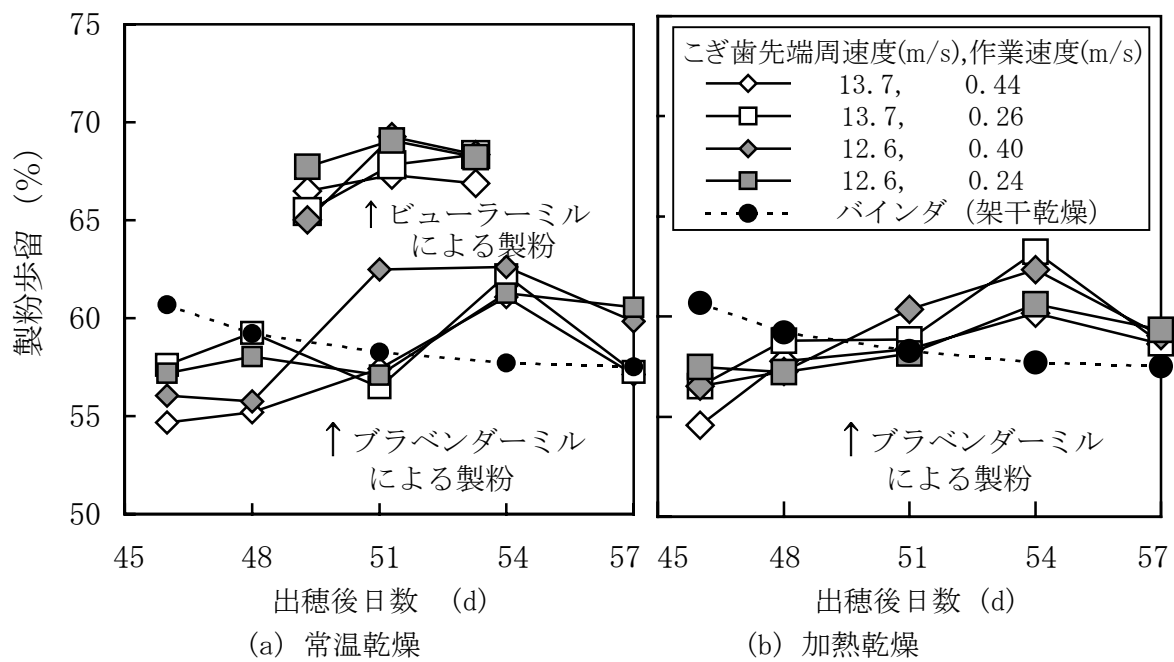 製粉歩留 (%)
75
70
65
60
55
50
↑ ビューラーミル
による製粉
↑ ブラベンダーミル
による製粉
45 48 51 54 57
出穂後日数 (d)
(a) 常温乾燥
こぎ歯先端周速度(m/s),作業速度(m/s)
13.7, 0.44
13.7, 0.26
12.6, 0.40
12.6, 0.24
バインダ (架干乾燥)
↑ ブラベンダーミル
による製粉
45 48 51 54 57
出穂後日数 (d)
(b) 加熱乾燥